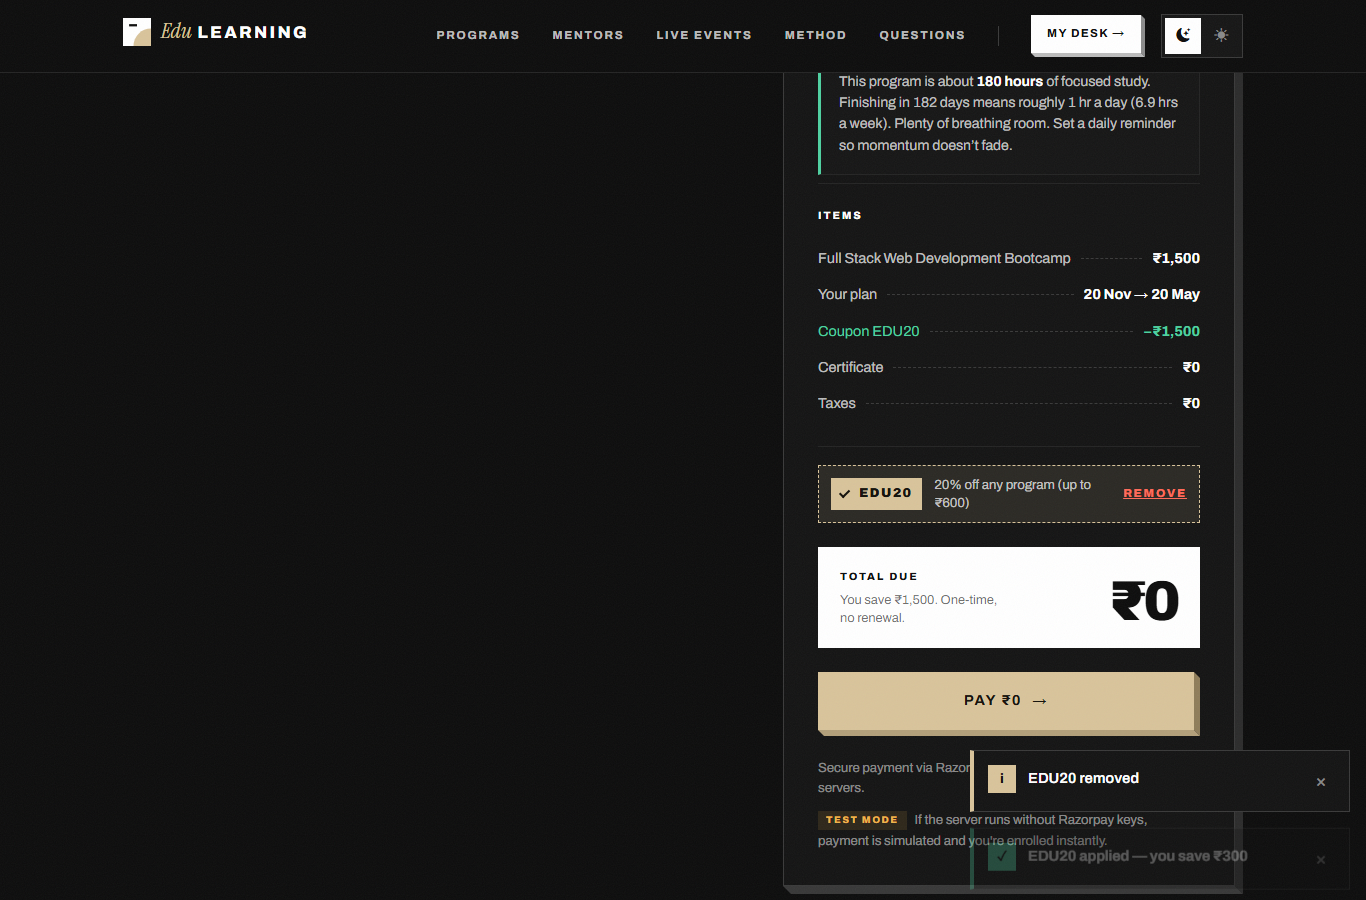 Edu LEARNING
PROGRAMS
MENTORS
LIVE EVENTS
METHOD
QUESTIONS
MY DESK →
This program is about 180 hours of focused study.
Finishing in 182 days means roughly 1 hr a day (6.9 hrs
a week). Plenty of breathing room. Set a daily reminder
so momentum doesn't fade.
ITEMS
Full Stack Web Development Bootcamp ₹1,500
Your plan 20 Nov → 20 May
Coupon EDU20 –₹1,500
Certificate ₹0
Taxes ₹0
✓ EDU20
20% off any program (up to
₹600)
REMOVE
TOTAL DUE
You save ₹1,500. One-time,
no renewal.
₹0
PAY ₹0 →
Secure payment via Razor
servers.
i EDU20 removed ×
TEST MODE If the server runs without Razorpay keys,
payment is simulated and you're enrolled instantly.
✓ EDU20 applied — you save ₹300 ×